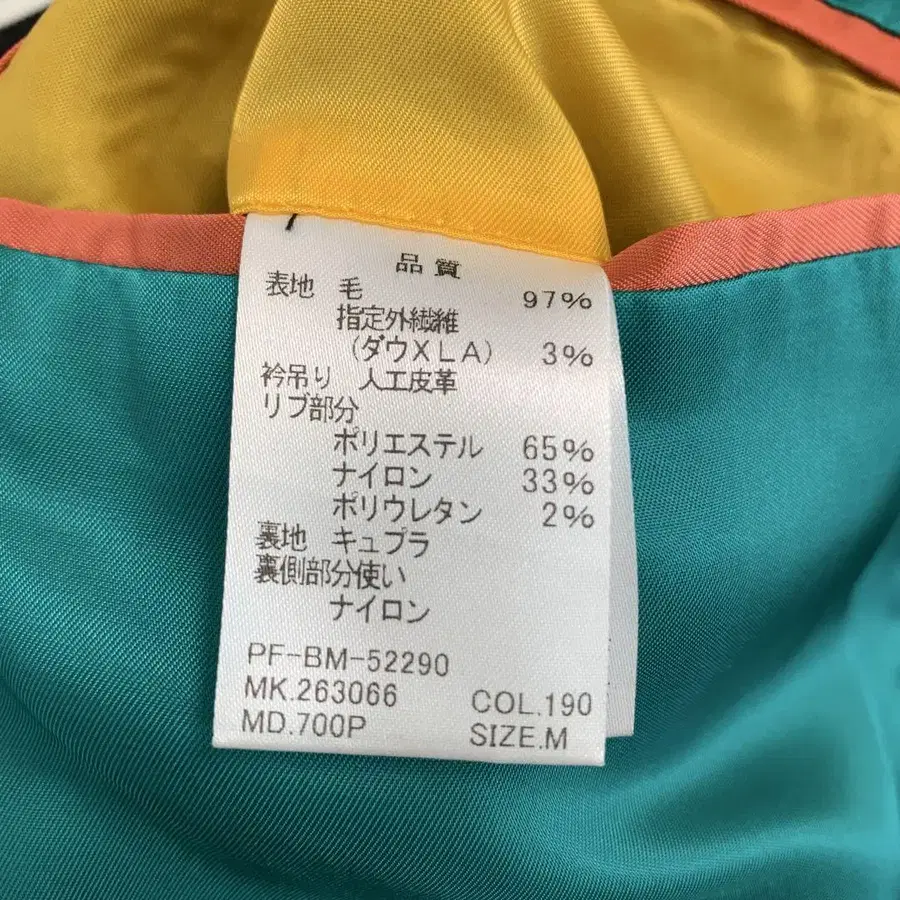 品質
表地 毛 97%
指定外繊維
(ダウXLA) 3%
衿吊り 人工皮革
リブ部分
ポリエステル 65%
ナイロン 33%
ポリウレタン 2%
裏地 キュプラ
裏側部分使い
ナイロン
PF-BM-52290
MK.263066 COL.190
MD.700P SIZE.M